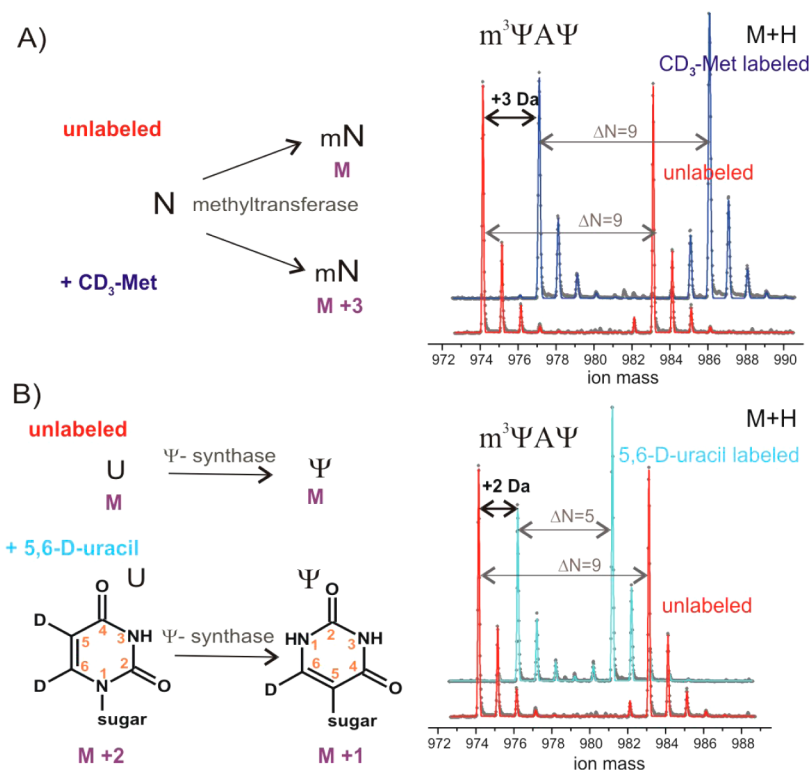 A)
unlabeled
N
methyltransferase
mN
M
+ CD₃-Met
mN
M +3
m³ΨAΨ
M+H
CD₃-Met labeled
+3 Da
ΔN=9
unlabeled
ΔN=9
972 974 976 978 980 982 984 986 988 990
ion mass
B)
unlabeled
U
M
Ψ- synthase
Ψ
M
+ 5,6-D-uracil
U
O
D
4
5
3
NH
6
2
1
D
N
O
sugar
M +2
Ψ- synthase
Ψ
O
HN
2
NH
1
3
6
4
5
D
O
sugar
M +1
m³ΨAΨ
M+H
5,6-D-uracil labeled
+2 Da
ΔN=5
ΔN=9
unlabeled
972 974 976 978 980 982 984 986 988
ion mass